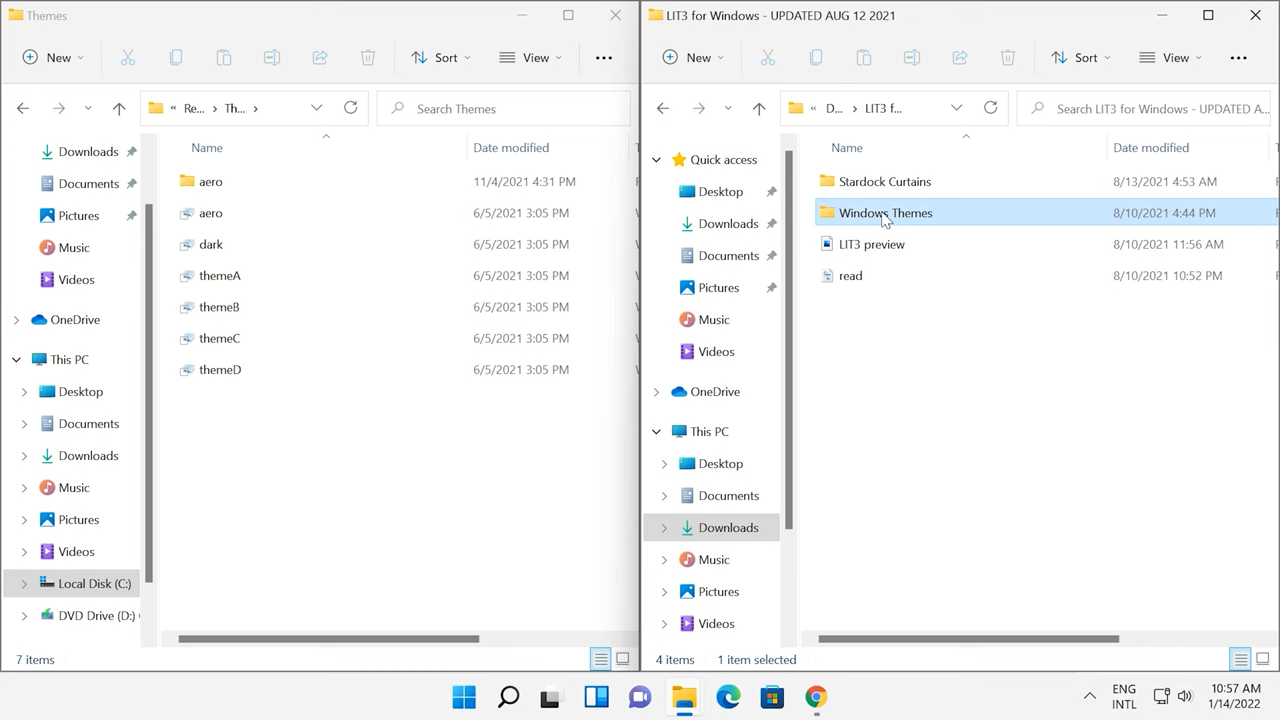 Themes
New
Sort
View
« Re... > Th... >
Search Themes
Downloads
Documents
Pictures
Music
Videos
OneDrive
This PC
Desktop
Documents
Downloads
Music
Pictures
Videos
Local Disk (C:)
DVD Drive (D:)
Name Date modified
aero 11/4/2021 4:31 PM
aero 6/5/2021 3:05 PM
dark 6/5/2021 3:05 PM
themeA 6/5/2021 3:05 PM
themeB 6/5/2021 3:05 PM
themeC 6/5/2021 3:05 PM
themeD 6/5/2021 3:05 PM
7 items
LIT3 for Windows - UPDATED AUG 12 2021
New
Sort
View
« D... > LIT3 f...
Search LIT3 for Windows - UPDATED A...
Quick access
Desktop
Downloads
Documents
Pictures
Music
Videos
OneDrive
This PC
Desktop
Documents
Downloads
Music
Pictures
Videos
Name Date modified
Stardock Curtains 8/13/2021 4:53 AM
Windows Themes 8/10/2021 4:44 PM
LIT3 preview 8/10/2021 11:56 AM
read 8/10/2021 10:52 PM
4 items 1 item selected
ENG
INTL
10:57 AM
1/14/2022